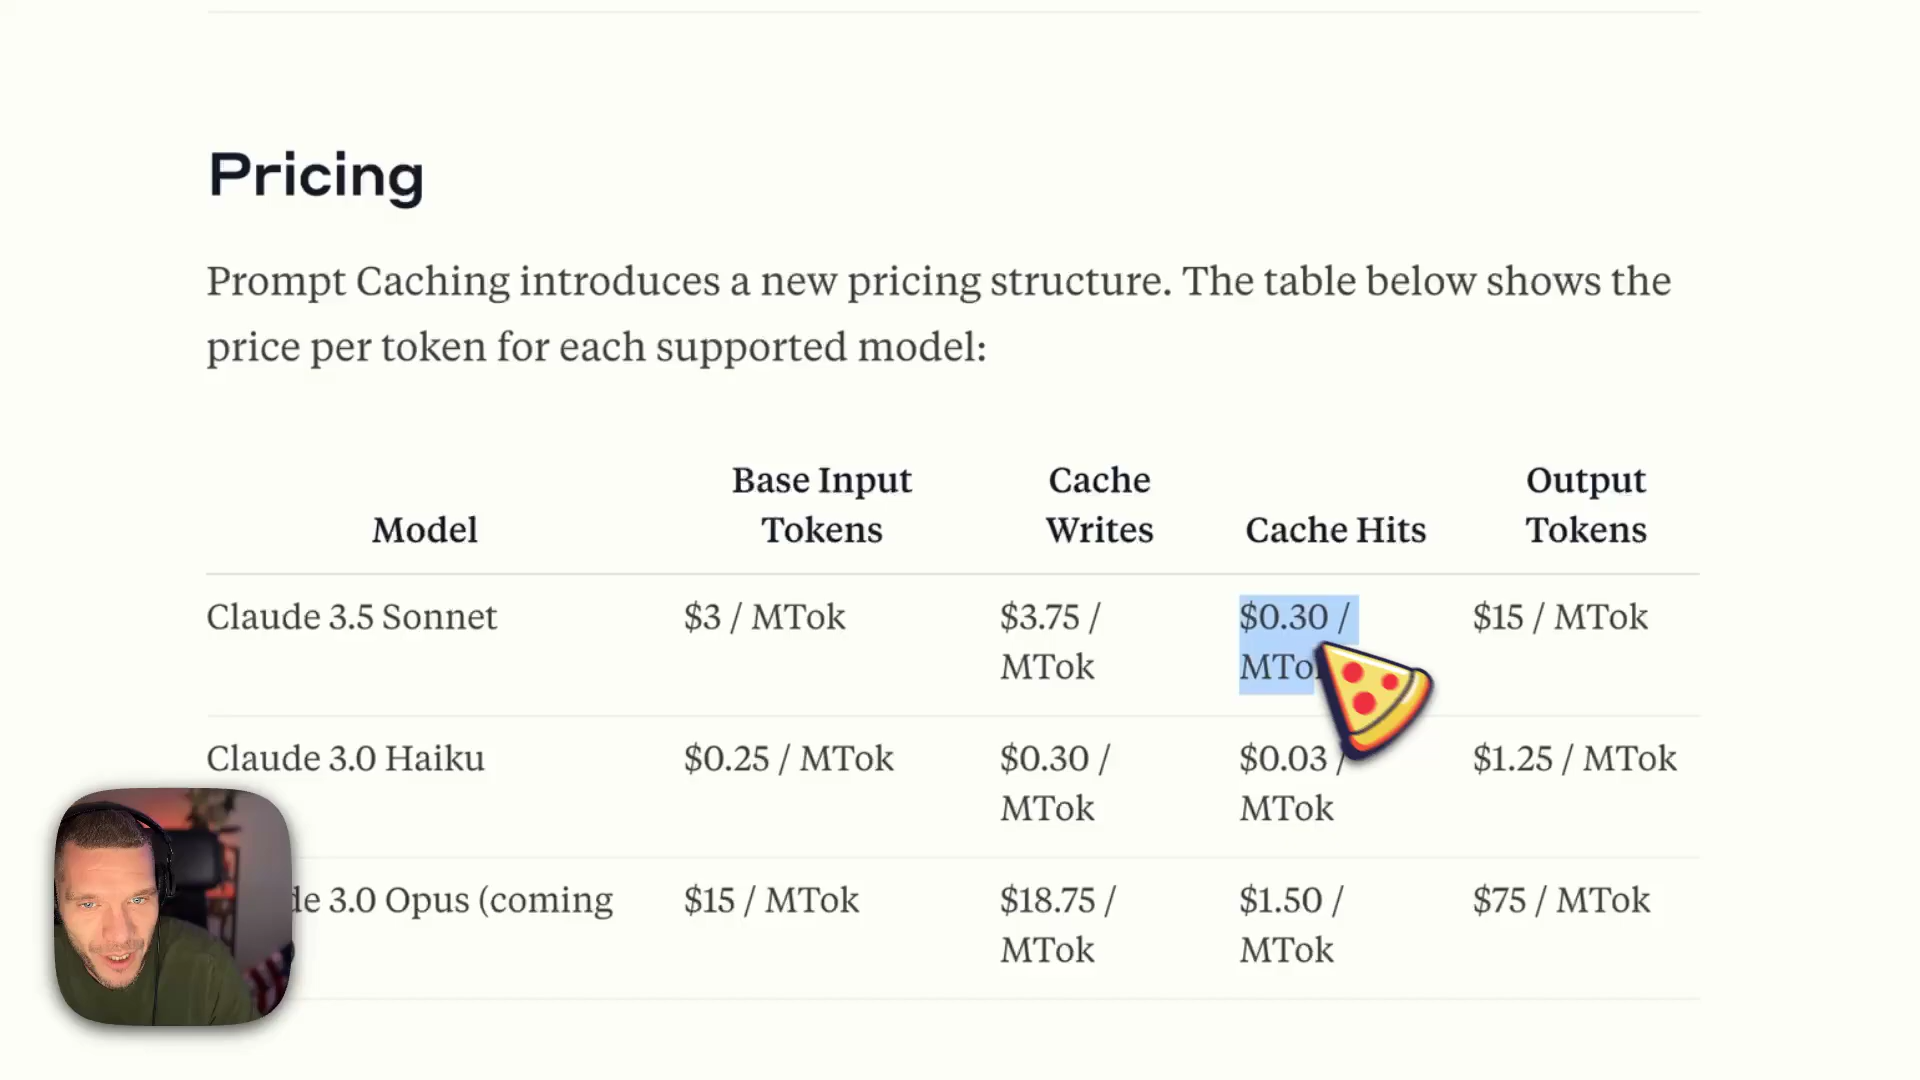 Pricing
Prompt Caching introduces a new pricing structure. The table below shows the
price per token for each supported model:
Model Base Input Tokens Cache Writes Cache Hits Output Tokens
Claude 3.5 Sonnet $3 / MTok $3.75 / MTok $0.30 / $15 / MTok
Claude 3.0 Haiku $0.25 / MTok $0.30 / MTok $0.03 / MTok $1.25 / MTok
3.0 Opus (coming $15 / MTok $18.75 / MTok $1.50 / MTok $75 / MTok